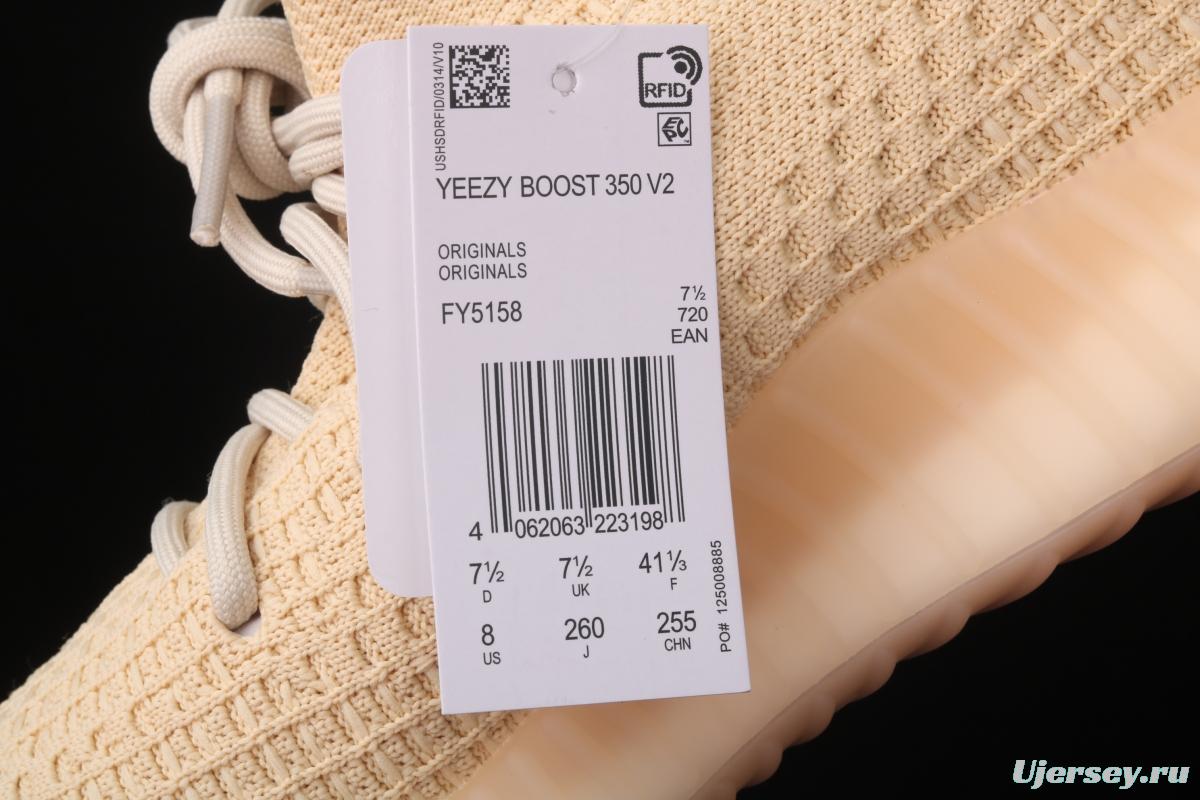 USHSDRFID/0314/V10
RFID
EPC
YEEZY BOOST 350 V2
ORIGINALS
ORIGINALS
FY5158
7½
720
EAN
4 062063 223198
7½ 7½ 41⅓
D UK F
8 260 255
US J CHN
PO# 125008885
Ujersey.ru